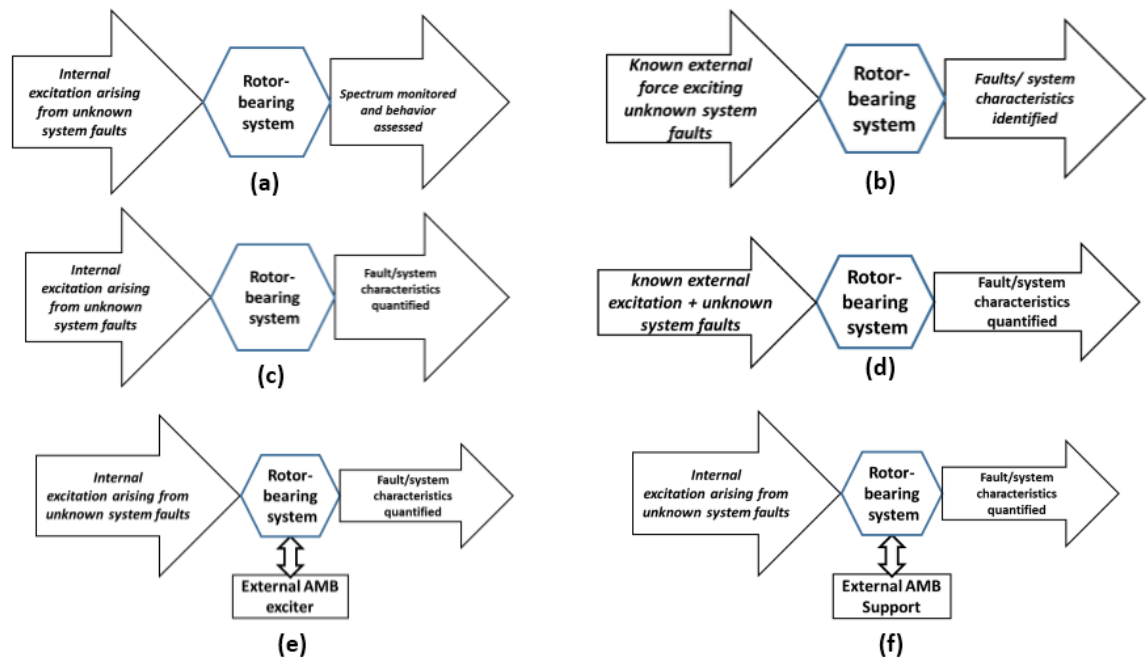 Internal
excitation arising
from unknown
system faults
Rotor-
bearing
system
Spectrum monitored
and behavior
assessed
(a)
Known external
force exciting
unknown system
faults
Rotor-
bearing
system
Faults/ system
characteristics
identified
(b)
Internal
excitation arising
from unknown
system faults
Rotor-
bearing
system
Fault/system
characteristics
quantified
(c)
known external
excitation + unknown
system faults
Rotor-
bearing
system
Fault/system
characteristics
quantified
(d)
Internal
excitation arising from
unknown system faults
Rotor-
bearing
system
Fault/system
characteristics
quantified
External AMB
exciter
(e)
Internal
excitation arising from
unknown system faults
Rotor-
bearing
system
Fault/system
characteristics
quantified
External AMB
Support
(f)